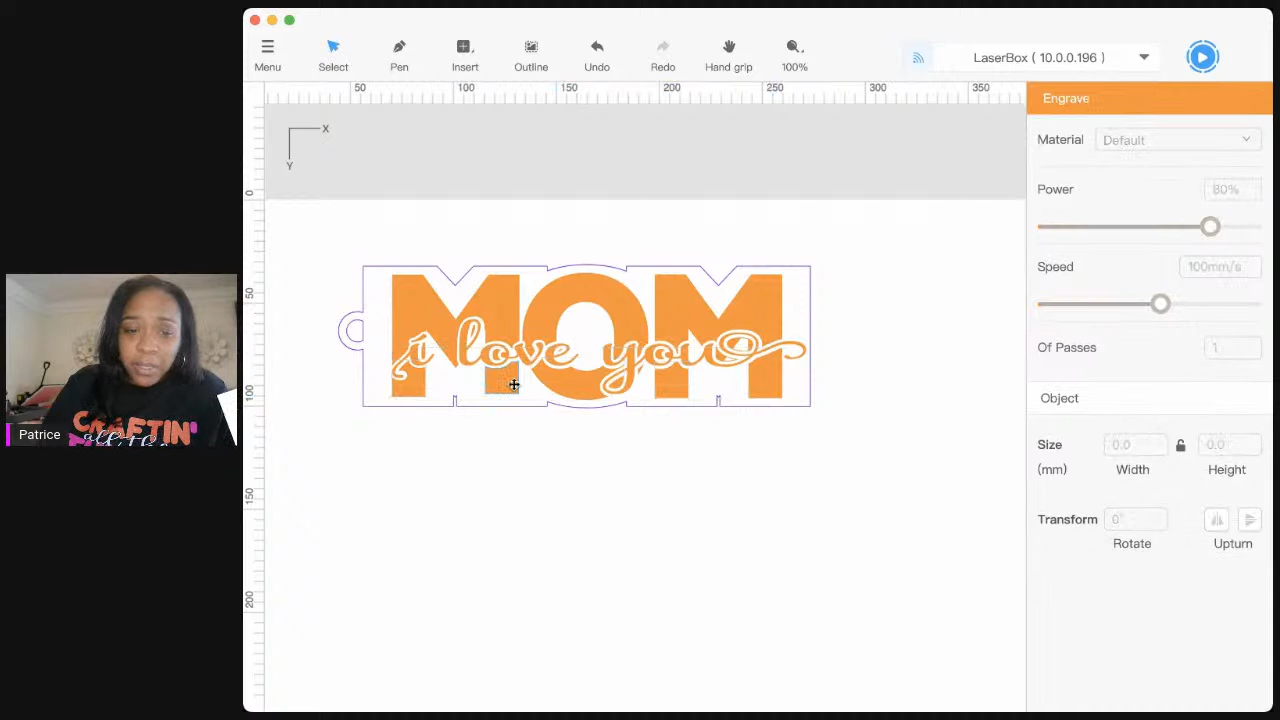 Menu
Select
Pen
Insert
Outline
Undo
Redo
Hand grip
100%
LaserBox ( 10.0.0.196 )
50
100
150
200
250
300
350
X
Y
0
50
100
150
200
MOM
i love you
Engrave
Material Default
Power 80%
Speed 100mm/s
Of Passes 1
Object
Size 0.0 0.0
(mm) Width Height
Transform 0°
Rotate Upturn
Patrice
CRAFTIN'